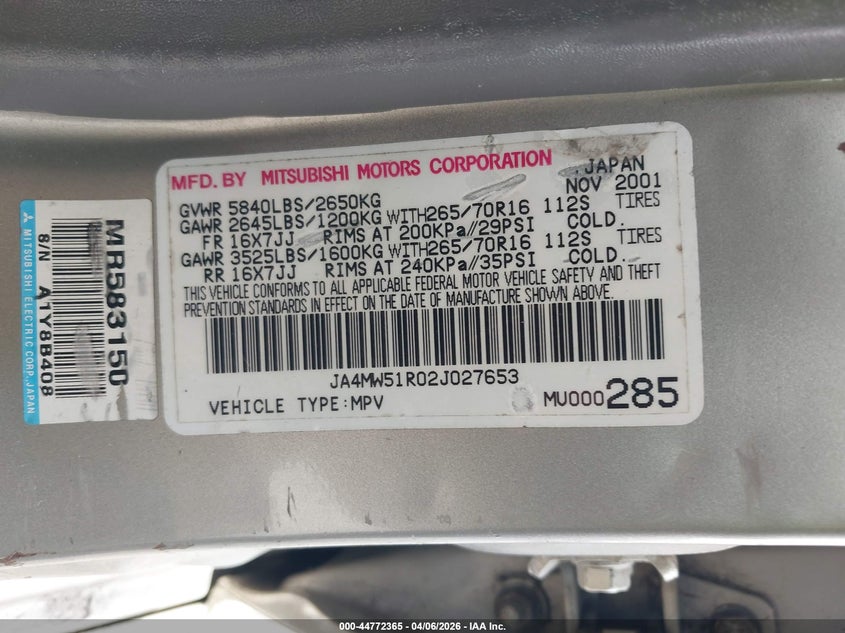 MFD. BY MITSUBISHI MOTORS CORPORATION JAPAN
GVWR 5840LBS/2650KG NOV 2001
GAWR 2645LBS/1200KG WITH265/70R16 112S TIRES
FR 16X7JJ RIMS AT 200KPa//29PSI COLD.
GAWR 3525LBS/1600KG WITH265/70R16 112S TIRES
RR 16X7JJ RIMS AT 240KPa//35PSI COLD.
THIS VEHICLE CONFORMS TO ALL APPLICABLE FEDERAL MOTOR VEHICLE SAFETY AND THEFT
PREVENTION STANDARDS IN EFFECT ON THE DATE OF MANUFACTURE SHOWN ABOVE.
JA4MW51R02J027653
VEHICLE TYPE:MPV MU000285
MR583150
S/N A1Y8B408
MITSUBISHI ELECTRIC CORP. JAPAN
000-44772365 - 04/06/2026 - IAA Inc.